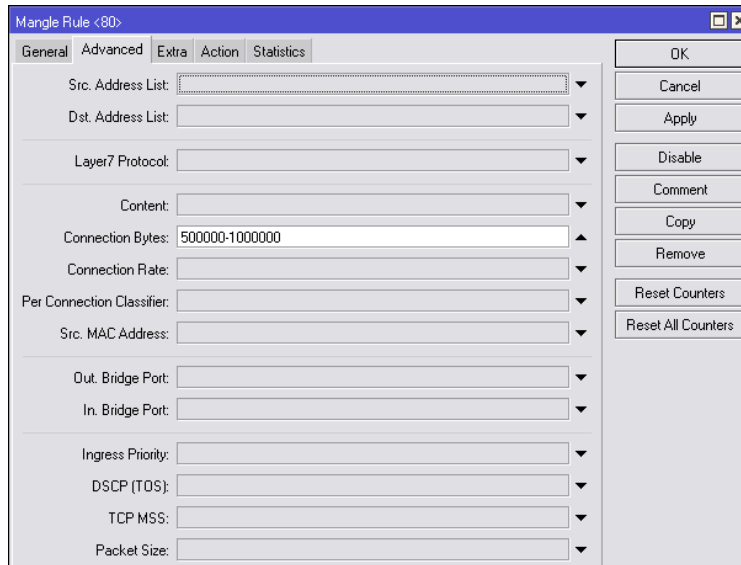 Mangle Rule <80>
General Advanced Extra Action Statistics
Src. Address List:
Dst. Address List:
Layer7 Protocol:
Content:
Connection Bytes: 500000-1000000
Connection Rate:
Per Connection Classifier:
Src. MAC Address:
Out. Bridge Port:
In. Bridge Port:
Ingress Priority:
DSCP (TOS):
TCP MSS:
Packet Size:
OK
Cancel
Apply
Disable
Comment
Copy
Remove
Reset Counters
Reset All Counters